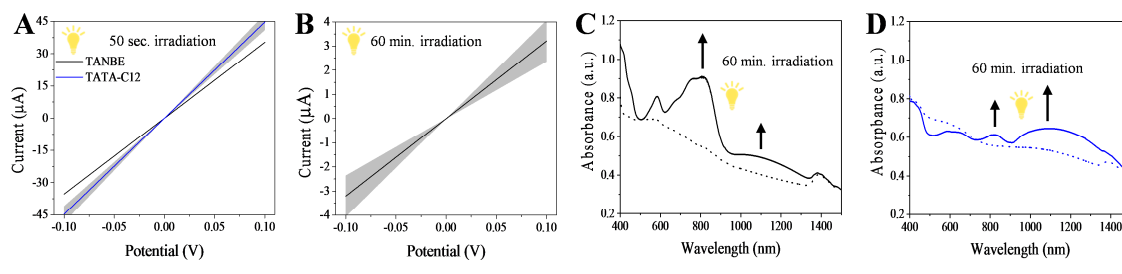 A
50 sec. irradiation
TANBE
TATA-C12
45
30
15
0
-15
-30
-45
-0.10
-0.05
0.00
0.05
0.10
Current (µA)
Potential (V)
B
60 min. irradiation
4
3
2
1
0
-1
-2
-3
-4
-0.10
-0.05
0.00
0.05
0.10
Current (µA)
Potential (V)
C
60 min. irradiation
1.2
1.0
0.8
0.6
0.4
0.2
400
600
800
1000
1200
1400
Absorbance (a.u.)
Wavelength (nm)
D
60 min. irradiation
1.2
1.0
0.8
0.6
0.4
0.2
400
600
800
1000
1200
1400
Absorpbance (a.u.)
Wavelength (nm)